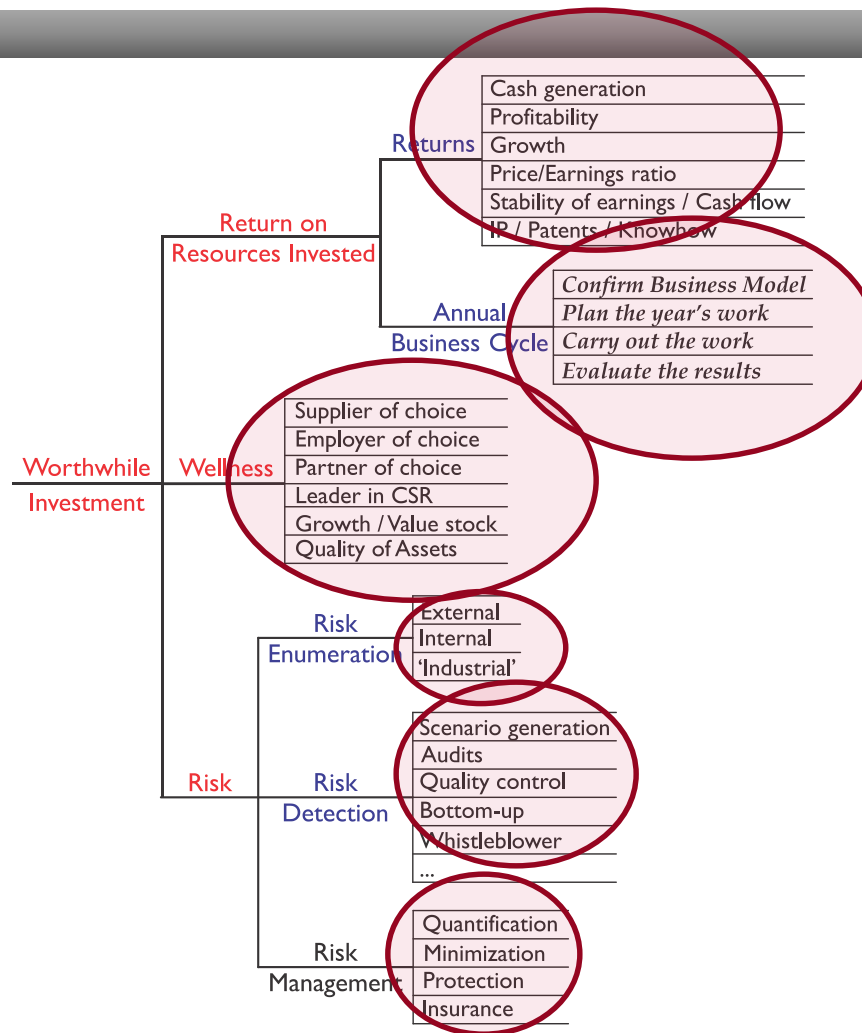 Cash generation
Profitability
Returns
Growth
Price/Earnings ratio
Stability of earnings / Cash flow
IP / Patents / Knowhow
Return on
Resources Invested
Confirm Business Model
Plan the year's work
Annual
Business Cycle
Carry out the work
Evaluate the results
Supplier of choice
Employer of choice
Worthwhile
Investment
Wellness
Partner of choice
Leader in CSR
Growth / Value stock
Quality of Assets
External
Risk
Enumeration
Internal
'Industrial'
Scenario generation
Audits
Risk
Risk
Detection
Quality control
Bottom-up
Whistleblower
...
Quantification
Risk
Management
Minimization
Protection
Insurance